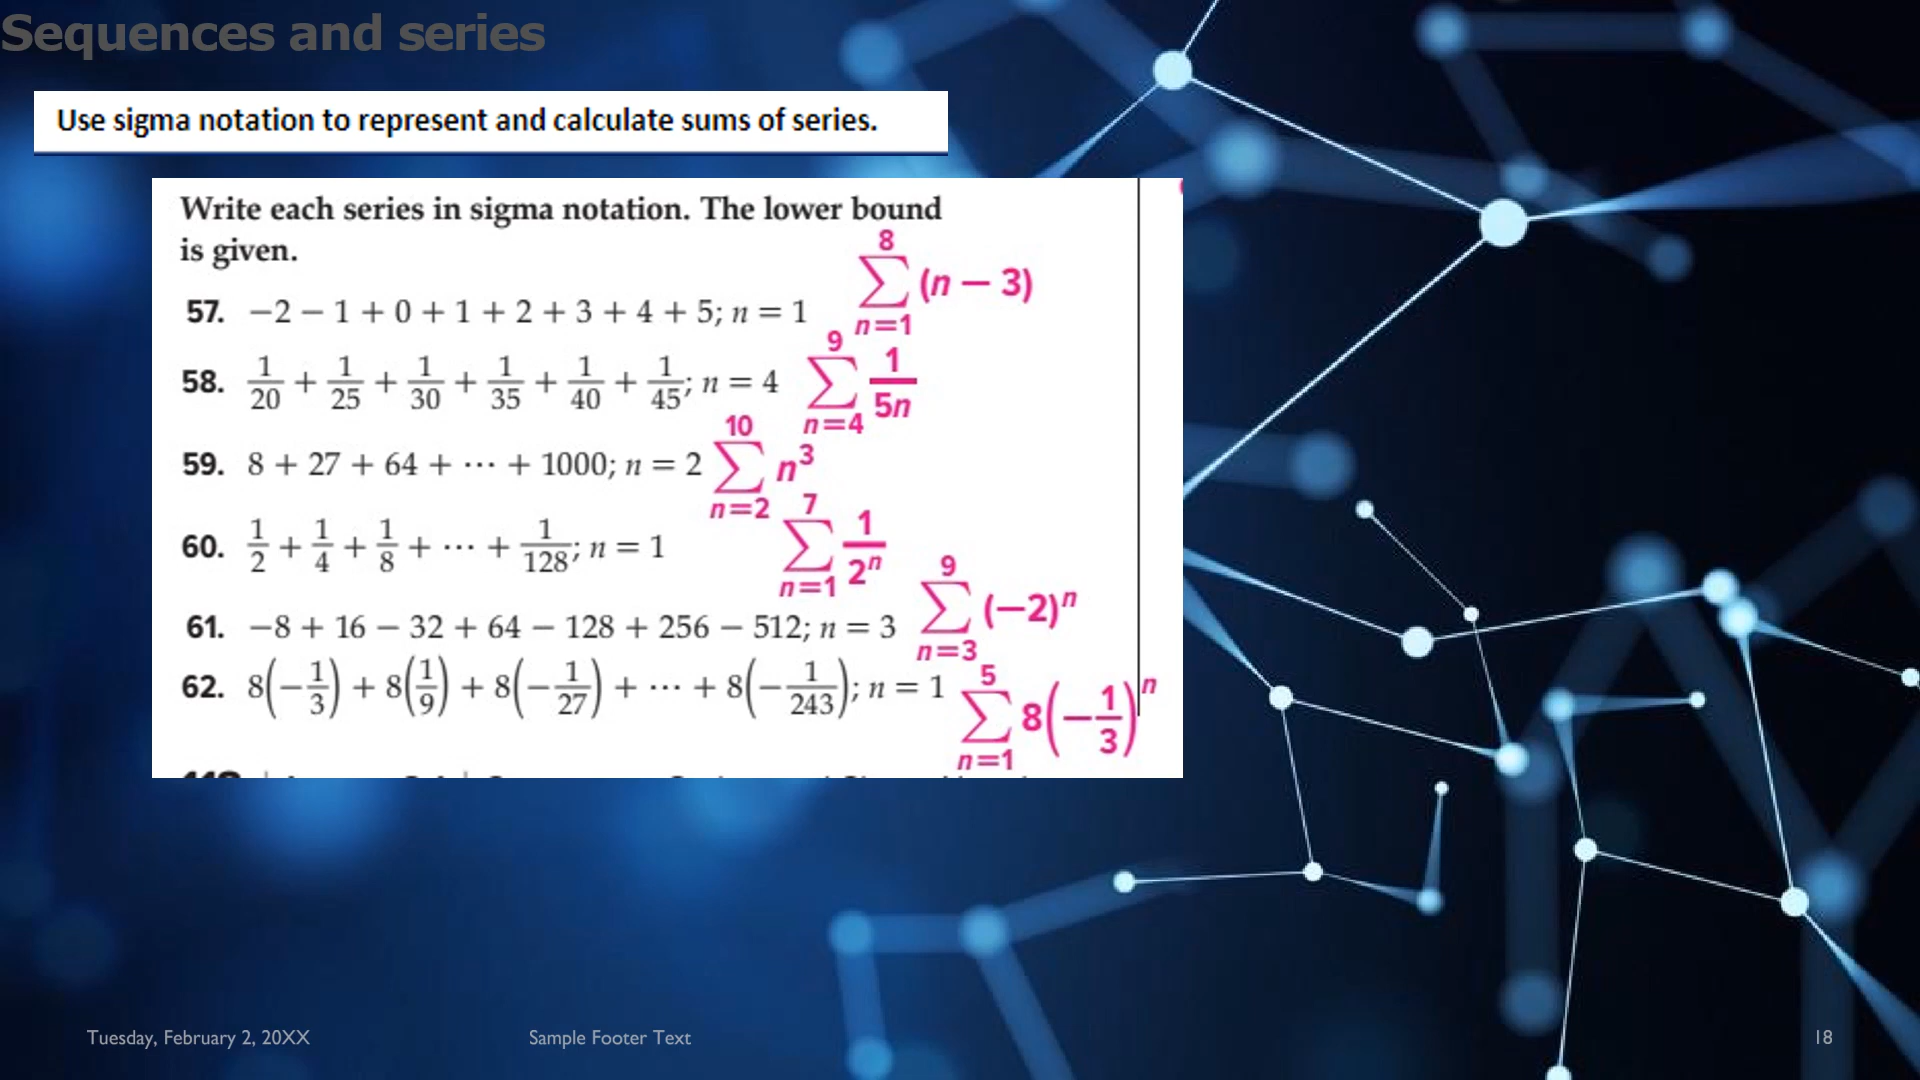 Sequences and series
Use sigma notation to represent and calculate sums of series.
Write each series in sigma notation. The lower bound
is given.
57. −2 − 1 + 0 + 1 + 2 + 3 + 4 + 5; n = 1 ∑_{n=1}^{8} (n − 3)
58. 1/20 + 1/25 + 1/30 + 1/35 + 1/40 + 1/45; n = 4 ∑_{n=4}^{9} 1/5n
59. 8 + 27 + 64 + ⋯ + 1000; n = 2 ∑_{n=2}^{10} n³
60. 1/2 + 1/4 + 1/8 + ⋯ + 1/128; n = 1 ∑_{n=1}^{7} 1/2ⁿ
61. −8 + 16 − 32 + 64 − 128 + 256 − 512; n = 3 ∑_{n=3}^{9} (−2)ⁿ
62. 8(−1/3) + 8(1/9) + 8(−1/27) + ⋯ + 8(−1/243); n = 1 ∑_{n=1}^{5} 8(−1/3)ⁿ
Tuesday, February 2, 20XX
Sample Footer Text
18